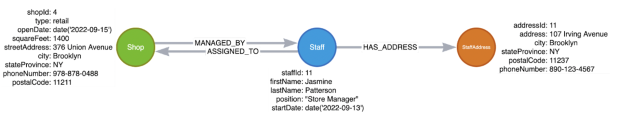 shopId: 4
type: retail
openDate: date('2022-09-15')
squareFeet: 1400
streetAddress: 376 Union Avenue
city: Brooklyn
stateProvince: NY
phoneNumber: 978-878-0488
postalCode: 11211
Shop
MANAGED_BY
ASSIGNED_TO
Staff
staffId: 11
firstName: Jasmine
lastName: Patterson
position: "Store Manager"
startDate: date('2022-09-13')
HAS_ADDRESS
StaffAddress
addressId: 11
address: 107 Irving Avenue
city: Brooklyn
stateProvince: NY
postalCode: 11237
phoneNumber: 890-123-4567